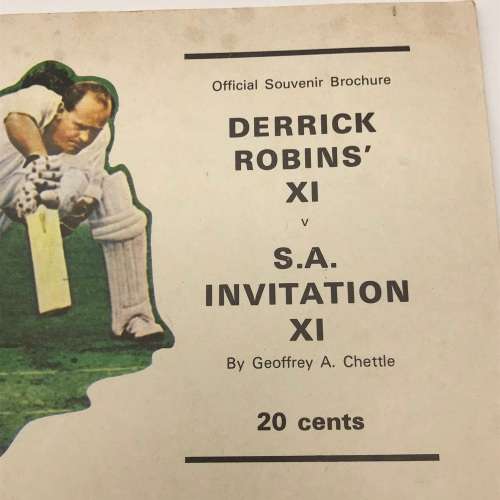 Official Souvenir Brochure
DERRICK
ROBINS'
XI
v
S.A.
INVITATION
XI
By Geoffrey A. Chettle
20 cents